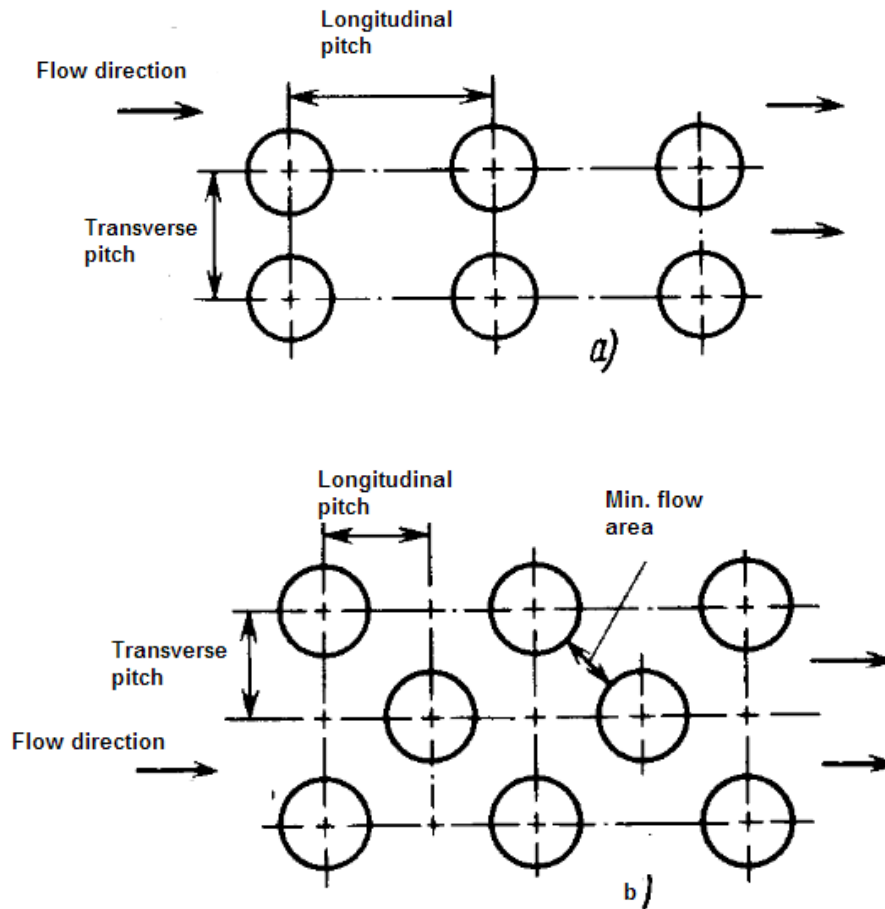 Longitudinal
pitch
Flow direction
Transverse
pitch
a)
Longitudinal
pitch
Min. flow
area
Transverse
pitch
Flow direction
b)